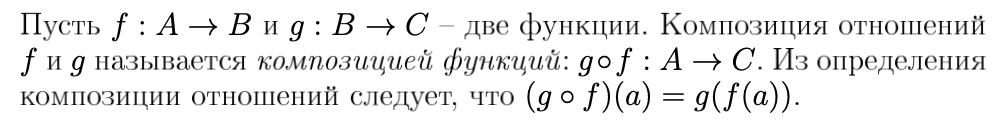 Пусть f : A → B и g : B → C – две функции. Композиция отношений
f и g называется композицией функций: g∘f : A → C. Из определения
композиции отношений следует, что (g ∘ f)(a) = g(f(a)).